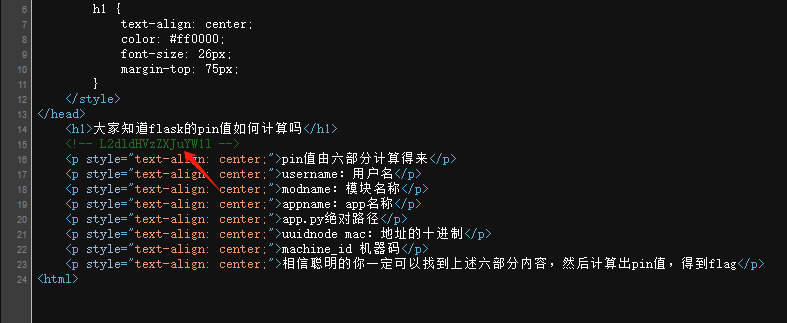 6 h1 {
7 text-align: center;
8 color: #ff0000;
9 font-size: 26px;
10 margin-top: 75px;
11 }
12 </style>
13 </head>
14 <h1>大家知道flask的pin值如何计算吗</h1>
15 <!-- L2dldHVzZXJuYW1l -->
16 <p style="text-align: center;">pin值由六部分计算得来</p>
17 <p style="text-align: center;">username：用户名</p>
18 <p style="text-align: center;">modname：模块名称</p>
19 <p style="text-align: center;">appname：app名称</p>
20 <p style="text-align: center;">app.py绝对路径</p>
21 <p style="text-align: center;">uuidnode mac：地址的十进制</p>
22 <p style="text-align: center;">machine_id 机器码</p>
23 <p style="text-align: center;">相信聪明的你一定可以找到上述六部分内容，然后计算出pin值，得到flag</p>
24 <html>